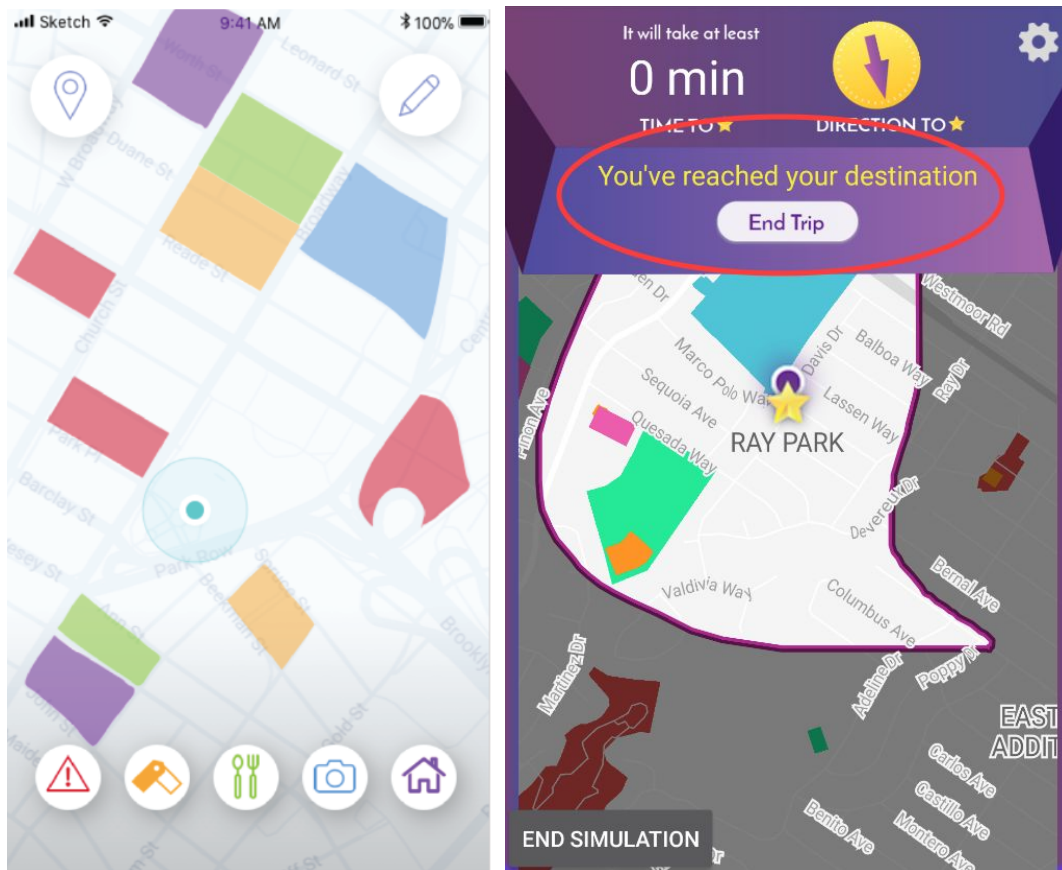 Sketch
9:41 AM
100%
Worth St
Leonard St
W Broadway
Duane St
Broadway
Reade St
Church St
Park Pl
Barclay St
Park Row
Spruce St
Beekman St
Ann St
John St
Gold St
It will take at least
0 min
TIME TO
DIRECTION TO
You've reached your destination
End Trip
Westmoor Rd
Davis Dr
Balboa Way
Ray Dr
Marco Polo Way
Sequoia Ave
Lassen Way
Quesada Way
RAY PARK
Devereux Dr
Bernal Ave
Valdivia Way
Columbus Ave
Martinez Dr
Adeline Dr
Poppy Dr
EAST
ADDIT
Carlos Ave
Castillo Ave
Montero Ave
Benito Ave
END SIMULATION